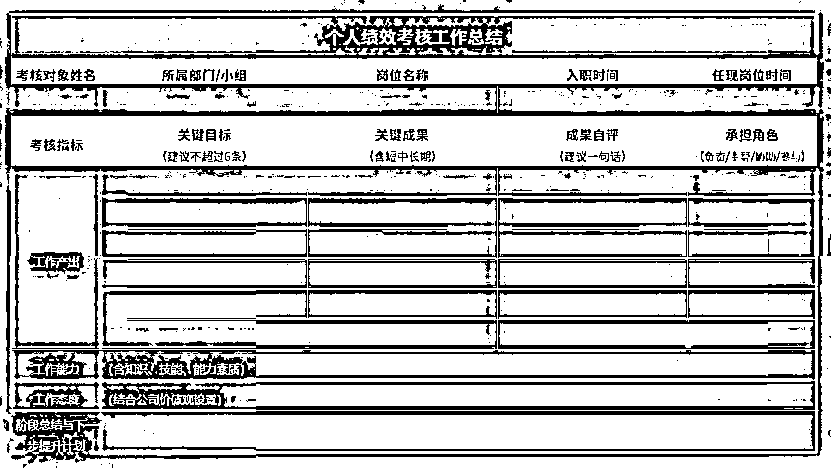 个人绩效考核工作总结
考核对象姓名 所属部门/小组 岗位名称 入职时间 任现岗位时间
考核指标 关键目标 关键成果 成果自评 承担角色
(建议不超过6条) (含短中长期) (建议一句话) (负责/主导/协助/参与)
工作产出
工作能力 (含知识、技能、能力素质)
工作态度 (结合公司价值观设置)
阶段总结与下一
步提升计划